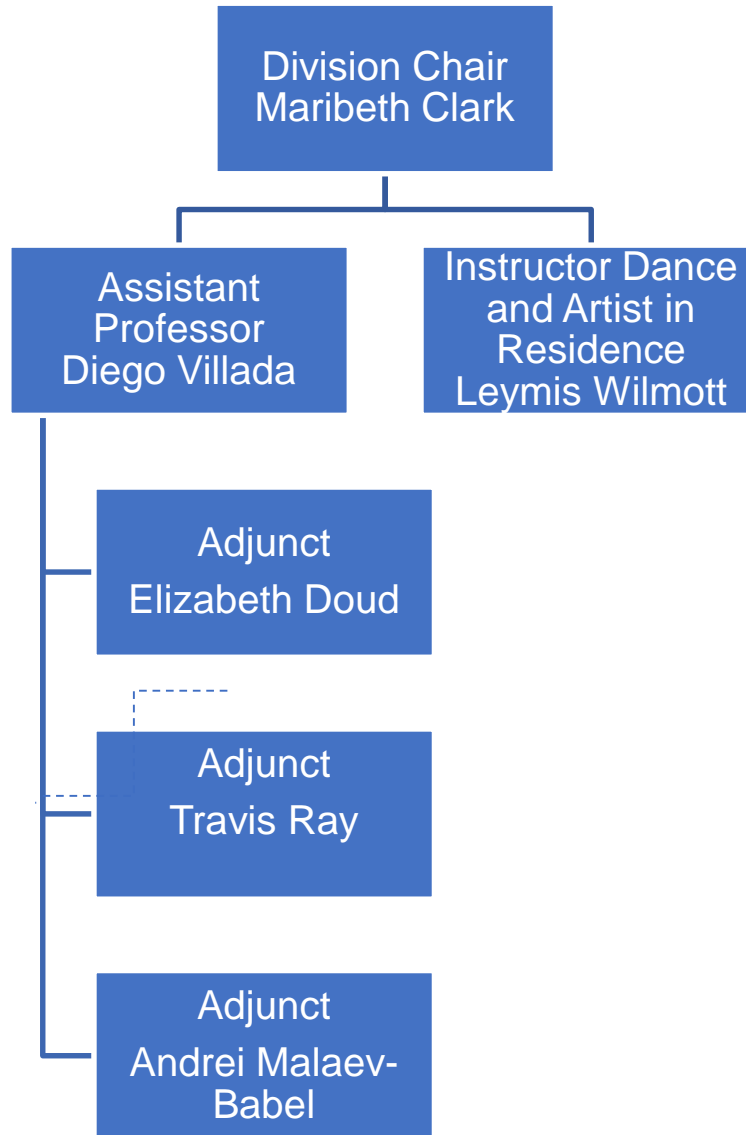 Division Chair
Maribeth Clark
Assistant
Professor
Diego Villada
Instructor Dance
and Artist in
Residence
Leymis Wilmott
Adjunct
Elizabeth Doud
Adjunct
Travis Ray
Adjunct
Andrei Malaev-
Babel